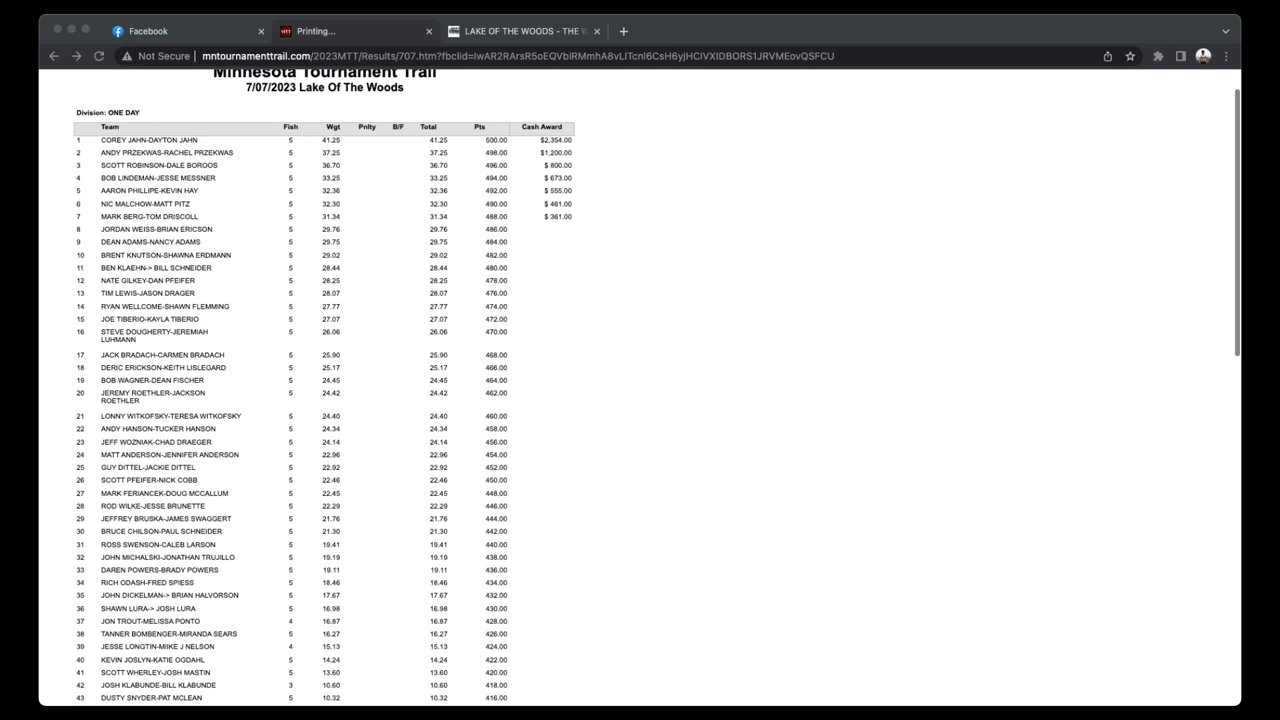 Facebook
Printing...
LAKE OF THE WOODS - THE W
Not Secure
mntournamenttrail.com/2023MTT/Results/707.htm?fbclid=IwAR2RArsR5oEQVbiRMmhA8vLITcnl6CsH6yjHCIVXIDBORS1JRVMEovQSFCU
Minnesota Tournament Trail
7/07/2023 Lake Of The Woods
Division: ONE DAY
Team Fish Wgt Pnlty B/F Total Pts Cash Award
1 COREY JAHN-DAYTON JAHN 5 41.25 41.25 500.00 $2,354.00
2 ANDY PRZEKWAS-RACHEL PRZEKWAS 5 37.25 37.25 498.00 $1,200.00
3 SCOTT ROBINSON-DALE BOROOS 5 36.70 36.70 496.00 $ 800.00
4 BOB LINDEMAN-JESSE MESSNER 5 33.25 33.25 494.00 $ 673.00
5 AARON PHILLIPE-KEVIN HAY 5 32.36 32.36 492.00 $ 555.00
6 NIC MALCHOW-MATT PITZ 5 32.30 32.30 490.00 $ 461.00
7 MARK BERG-TOM DRISCOLL 5 31.34 31.34 488.00 $ 361.00
8 JORDAN WEISS-BRIAN ERICSON 5 29.76 29.76 486.00
9 DEAN ADAMS-NANCY ADAMS 5 29.75 29.75 484.00
10 BRENT KNUTSON-SHAWNA ERDMANN 5 29.02 29.02 482.00
11 BEN KLAEHN-> BILL SCHNEIDER 5 28.44 28.44 480.00
12 NATE GILKEY-DAN PFEIFER 5 28.25 28.25 478.00
13 TIM LEWIS-JASON DRAGER 5 28.07 28.07 476.00
14 RYAN WELLCOME-SHAWN FLEMMING 5 27.77 27.77 474.00
15 JOE TIBERIO-KAYLA TIBERIO 5 27.07 27.07 472.00
16 STEVE DOUGHERTY-JEREMIAH 5 26.06 26.06 470.00
LUHMANN
17 JACK BRADACH-CARMEN BRADACH 5 25.90 25.90 468.00
18 DERIC ERICKSON-KEITH LISLEGARD 5 25.17 25.17 466.00
19 BOB WAGNER-DEAN FISCHER 5 24.45 24.45 464.00
20 JEREMY ROETHLER-JACKSON 5 24.42 24.42 462.00
ROETHLER
21 LONNY WITKOFSKY-TERESA WITKOFSKY 5 24.40 24.40 460.00
22 ANDY HANSON-TUCKER HANSON 5 24.34 24.34 458.00
23 JEFF WOZNIAK-CHAD DRAEGER 5 24.14 24.14 456.00
24 MATT ANDERSON-JENNIFER ANDERSON 5 22.96 22.96 454.00
25 GUY DITTEL-JACKIE DITTEL 5 22.92 22.92 452.00
26 SCOTT PFEIFER-NICK COBB 5 22.46 22.46 450.00
27 MARK FERIANCEK-DOUG MCCALLUM 5 22.45 22.45 448.00
28 ROD WILKE-JESSE BRUNETTE 5 22.29 22.29 446.00
29 JEFFREY BRUSKA-JAMES SWAGGERT 5 21.76 21.76 444.00
30 BRUCE CHILSON-PAUL SCHNEIDER 5 21.30 21.30 442.00
31 ROSS SWENSON-CALEB LARSON 5 19.41 19.41 440.00
32 JOHN MICHALSKI-JONATHAN TRUJILLO 5 19.19 19.19 438.00
33 DAREN POWERS-BRADY POWERS 5 19.11 19.11 436.00
34 RICH ODASH-FRED SPIESS 5 18.46 18.46 434.00
35 JOHN DICKELMAN-> BRIAN HALVORSON 5 17.67 17.67 432.00
36 SHAWN LURA-> JOSH LURA 5 16.98 16.98 430.00
37 JON TROUT-MELISSA PONTO 4 16.87 16.87 428.00
38 TANNER BOMBENGER-MIRANDA SEARS 5 16.27 16.27 426.00
39 JESSE LONGTIN-MIIKE J NELSON 4 15.13 15.13 424.00
40 KEVIN JOSLYN-KATIE OGDAHL 5 14.24 14.24 422.00
41 SCOTT WHERLEY-JOSH MASTIN 5 13.60 13.60 420.00
42 JOSH KLABUNDE-BILL KLABUNDE 3 10.60 10.60 418.00
43 DUSTY SNYDER-PAT MCLEAN 5 10.32 10.32 416.00